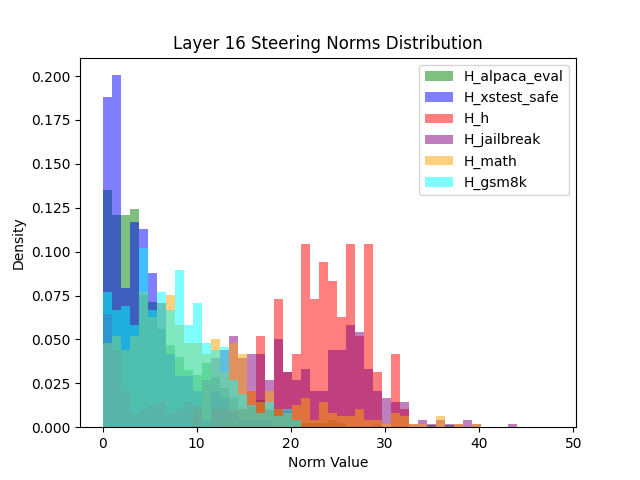 Layer 16 Steering Norms Distribution
H_alpaca_eval
H_xstest_safe
H_h
H_jailbreak
H_math
H_gsm8k
Density
0.200
0.175
0.150
0.125
0.100
0.075
0.050
0.025
0.000
0 10 20 30 40 50
Norm Value